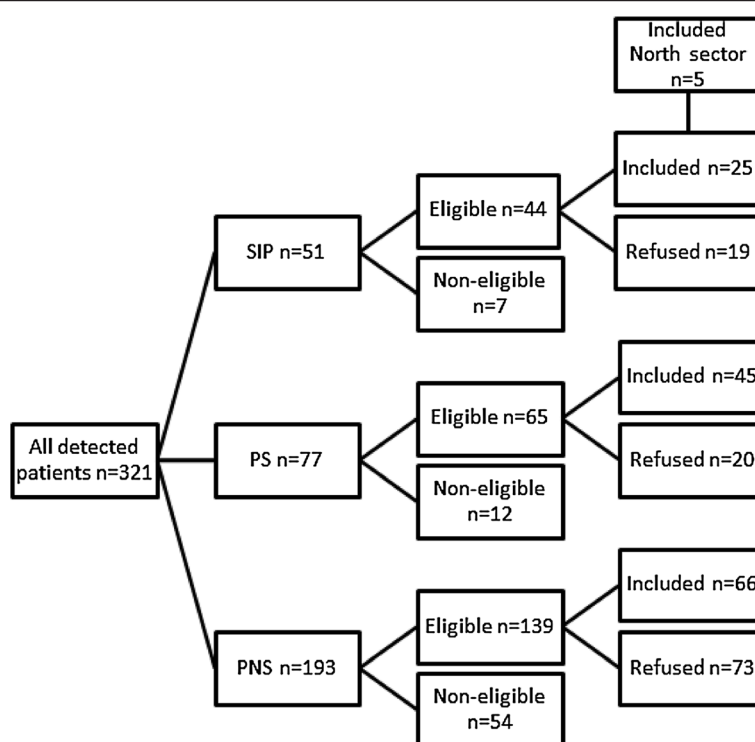 Included
North sector
n=5
Included n=25
Eligible n=44
SIP n=51
Refused n=19
Non-eligible
n=7
Included n=45
Eligible n=65
All detected
patients n=321
PS n=77
Refused n=20
Non-eligible
n=12
Included n=66
Eligible n=139
PNS n=193
Refused n=73
Non-eligible
n=54